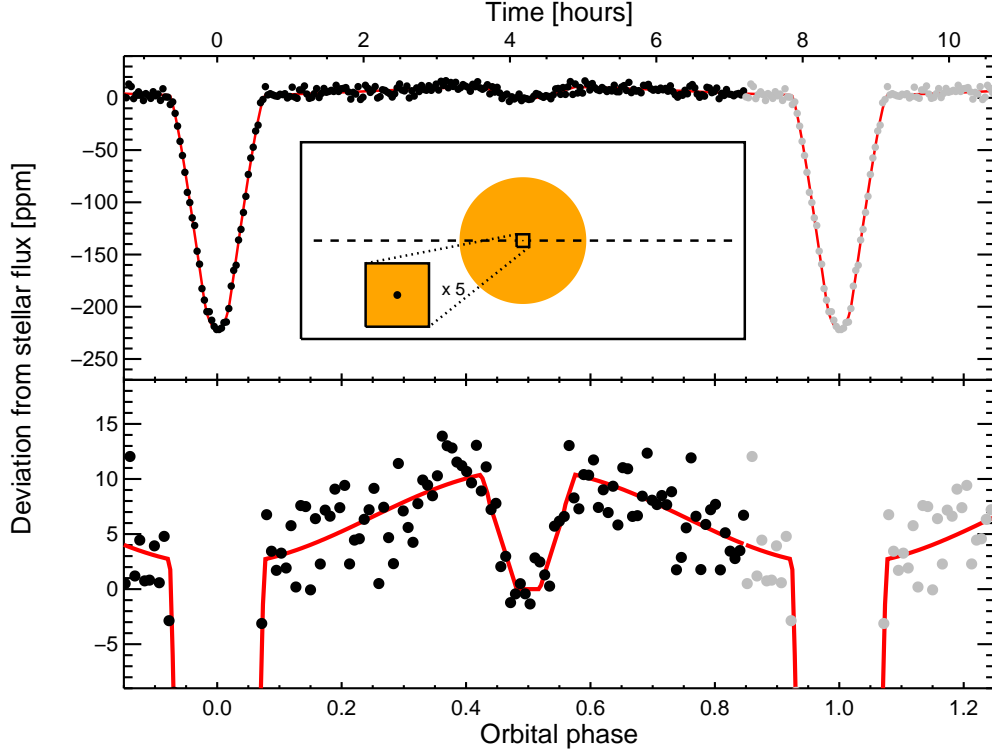 Time [hours]
0 2 4 6 8 10
0
−50
−100
−150
−200
−250
x 5
Deviation from stellar flux [ppm]
15
10
5
0
−5
0.0 0.2 0.4 0.6 0.8 1.0 1.2
Orbital phase